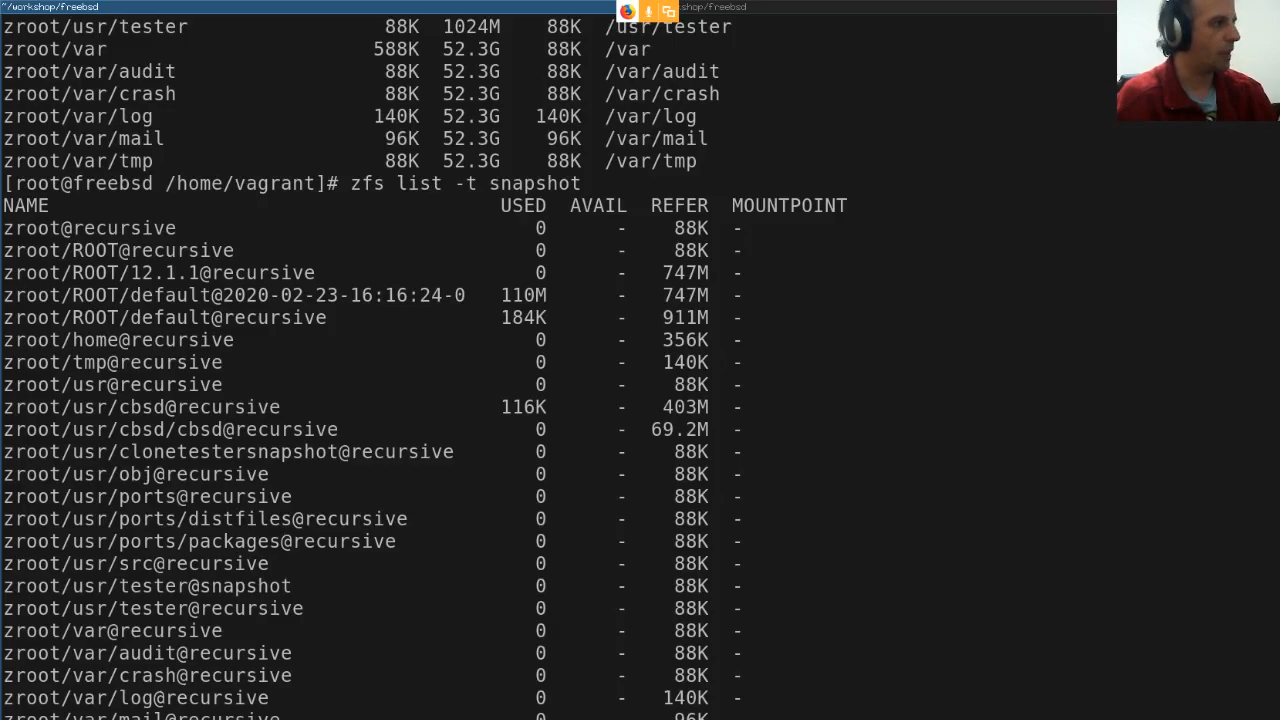 ~/workshop/freebsd
shop/freebsd
zroot/usr/tester 88K 1024M 88K /usr/tester
zroot/var 588K 52.3G 88K /var
zroot/var/audit 88K 52.3G 88K /var/audit
zroot/var/crash 88K 52.3G 88K /var/crash
zroot/var/log 140K 52.3G 140K /var/log
zroot/var/mail 96K 52.3G 96K /var/mail
zroot/var/tmp 88K 52.3G 88K /var/tmp
[root@freebsd /home/vagrant]# zfs list -t snapshot
NAME USED AVAIL REFER MOUNTPOINT
zroot@recursive 0 - 88K -
zroot/ROOT@recursive 0 - 88K -
zroot/ROOT/12.1.1@recursive 0 - 747M -
zroot/ROOT/default@2020-02-23-16:16:24-0 110M - 747M -
zroot/ROOT/default@recursive 184K - 911M -
zroot/home@recursive 0 - 356K -
zroot/tmp@recursive 0 - 140K -
zroot/usr@recursive 0 - 88K -
zroot/usr/cbsd@recursive 116K - 403M -
zroot/usr/cbsd/cbsd@recursive 0 - 69.2M -
zroot/usr/clonetestersnapshot@recursive 0 - 88K -
zroot/usr/obj@recursive 0 - 88K -
zroot/usr/ports@recursive 0 - 88K -
zroot/usr/ports/distfiles@recursive 0 - 88K -
zroot/usr/ports/packages@recursive 0 - 88K -
zroot/usr/src@recursive 0 - 88K -
zroot/usr/tester@snapshot 0 - 88K -
zroot/usr/tester@recursive 0 - 88K -
zroot/var@recursive 0 - 88K -
zroot/var/audit@recursive 0 - 88K -
zroot/var/crash@recursive 0 - 88K -
zroot/var/log@recursive 0 - 140K -
zroot/var/mail@recursive 0 - 96K -